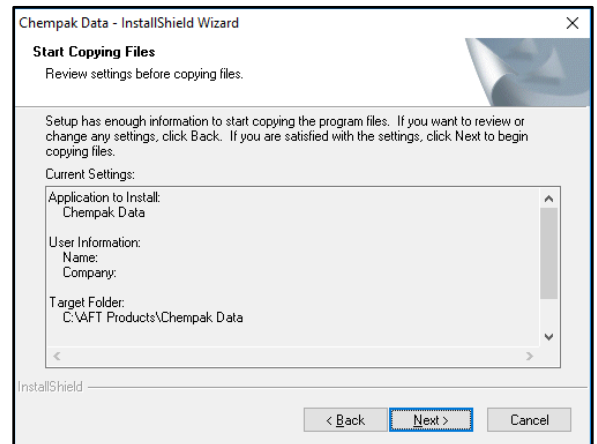 Chempak Data - InstallShield Wizard
Start Copying Files
Review settings before copying files.
Setup has enough information to start copying the program files.  If you want to review or
change any settings, click Back.  If you are satisfied with the settings, click Next to begin
copying files.
Current Settings:
Application to Install:
Chempak Data
User Information:
Name:
Company:
Target Folder:
C:\AFT Products\Chempak Data
InstallShield
< Back
Next >
Cancel